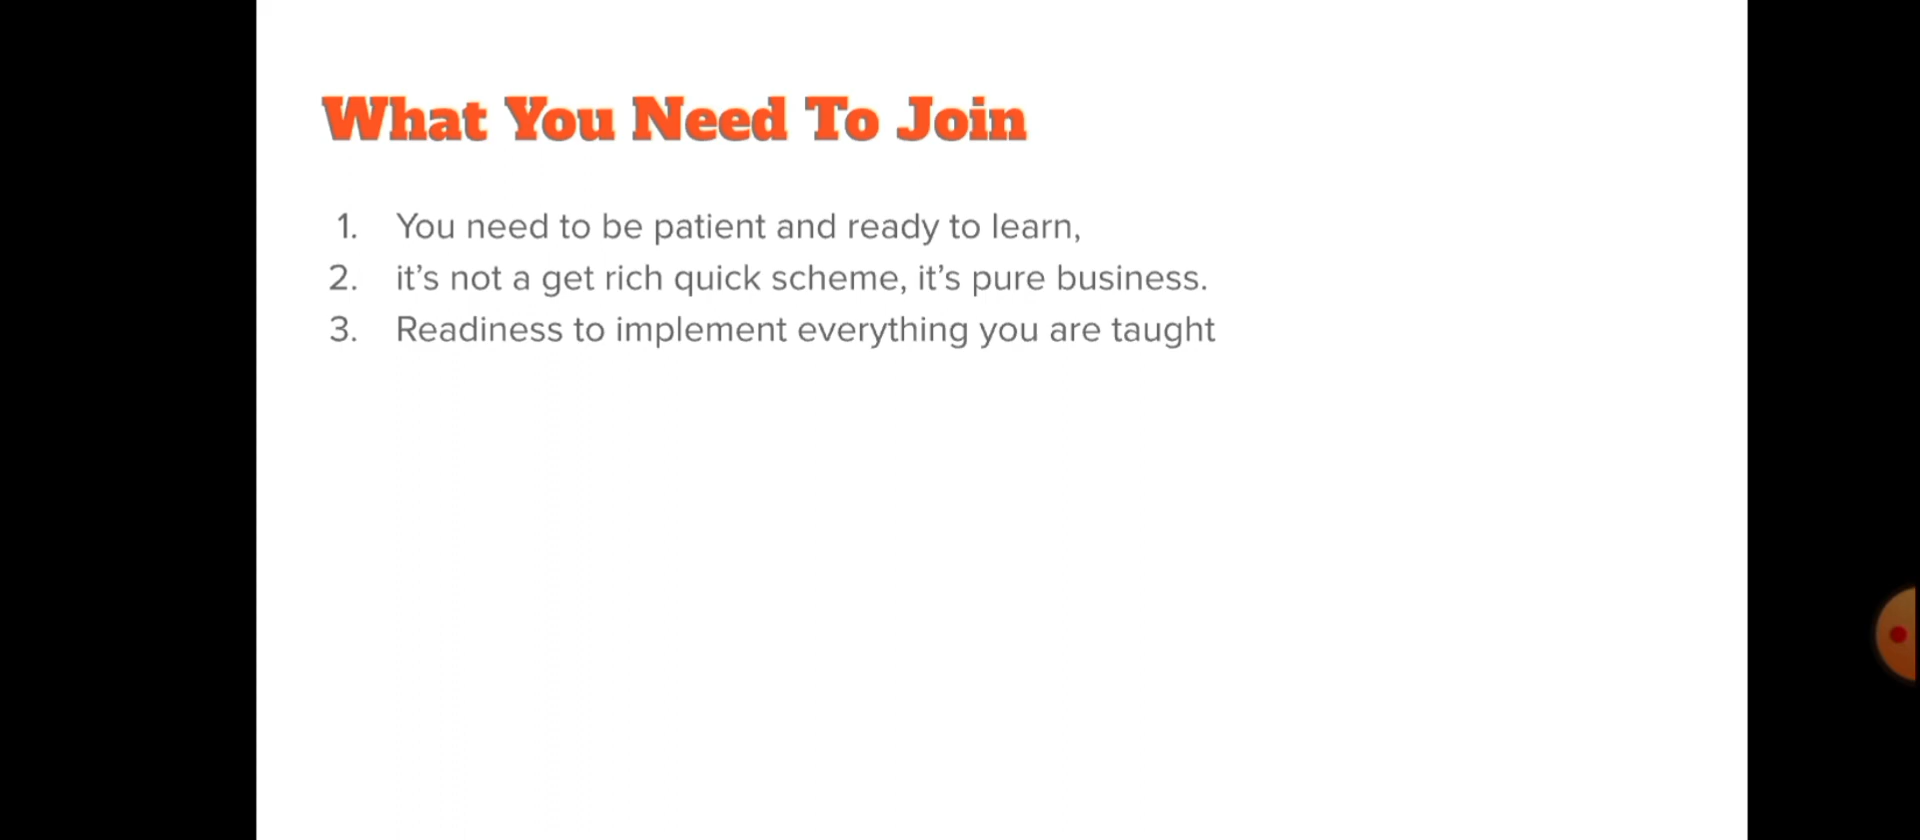 What You Need To Join
1. You need to be patient and ready to learn,
2. it’s not a get rich quick scheme, it’s pure business.
3. Readiness to implement everything you are taught